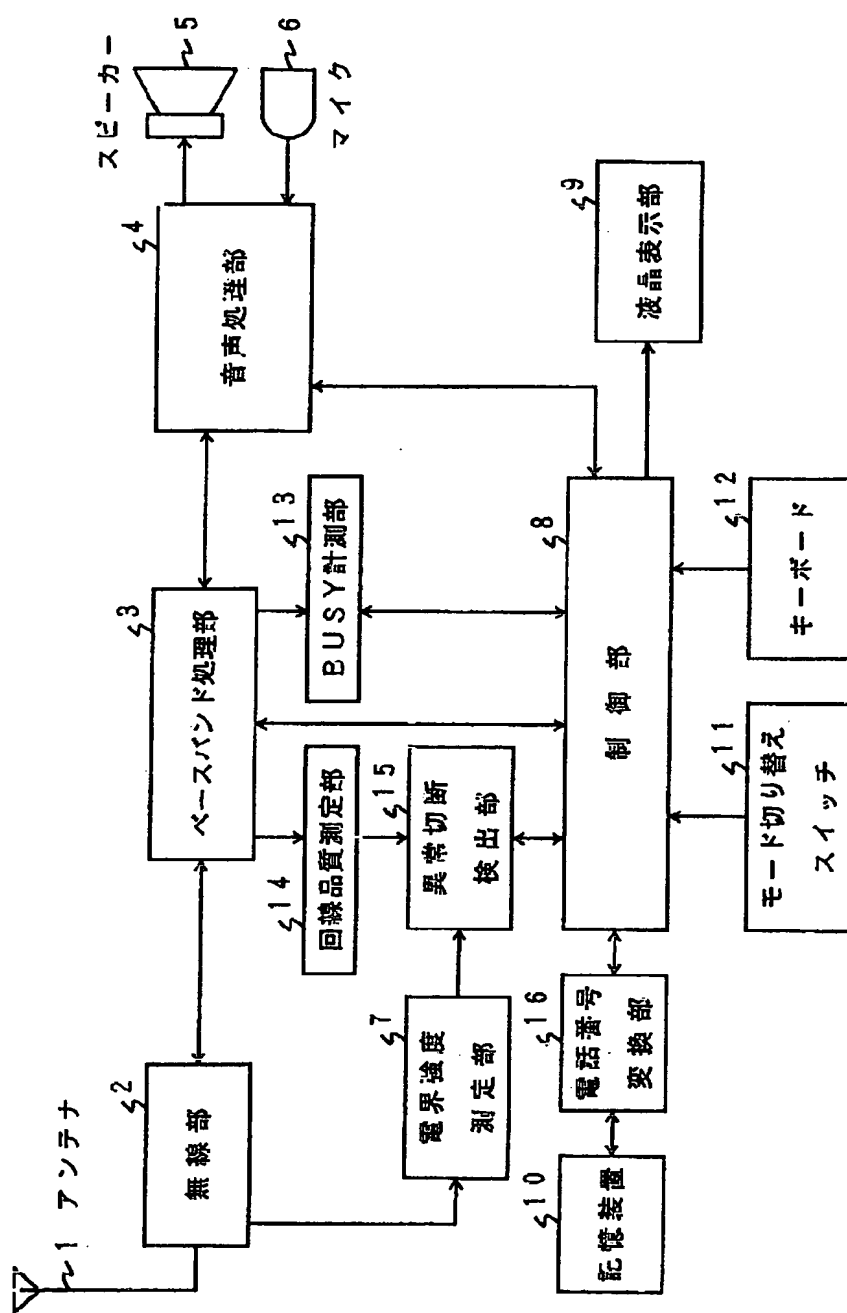 1 アンテナ
2
無線部
3
ベースバンド処理部
4
音声処理部
スピーカー
5
6
マイク
7
電界強度
測定部
14
回線品質測定部
15
異常切断
検出部
13
BUSY計測部
8
制御部
9
液晶表示部
10
記憶装置
16
電話番号
変換部
11
モード切り替え
スイッチ
12
キーボード